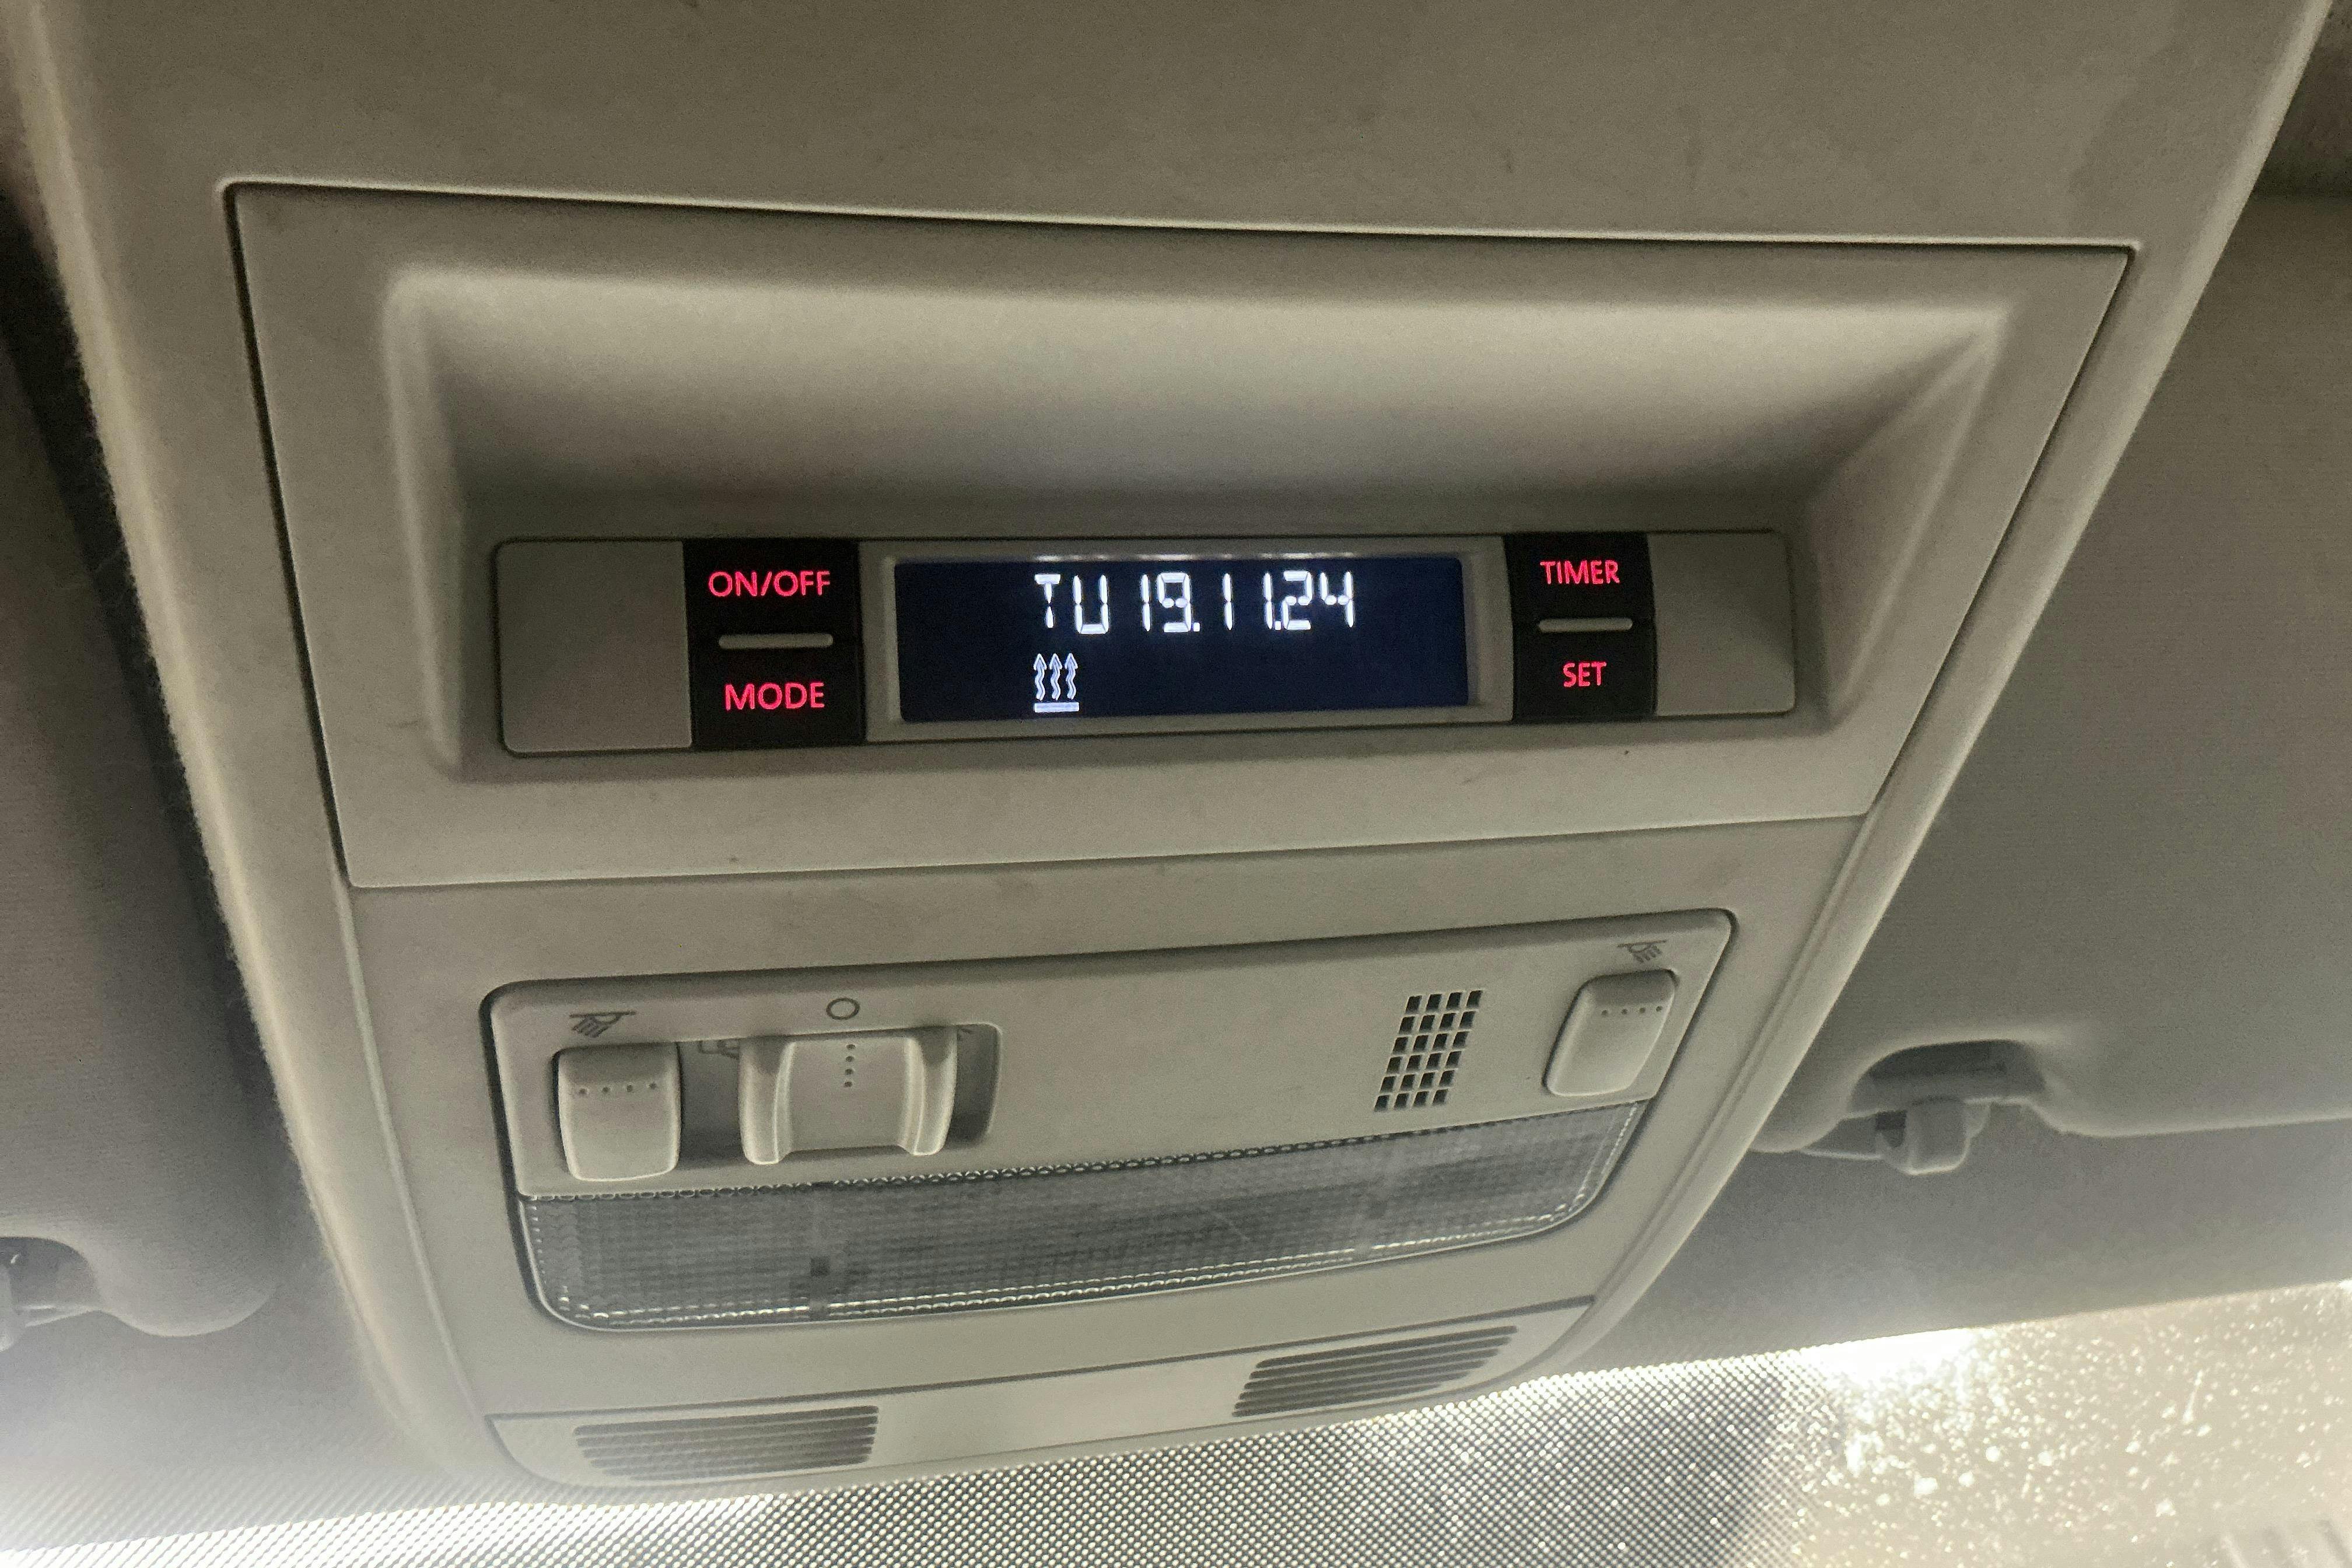 ON/OFF
MODE
TU 19.11.24
TIMER
SET